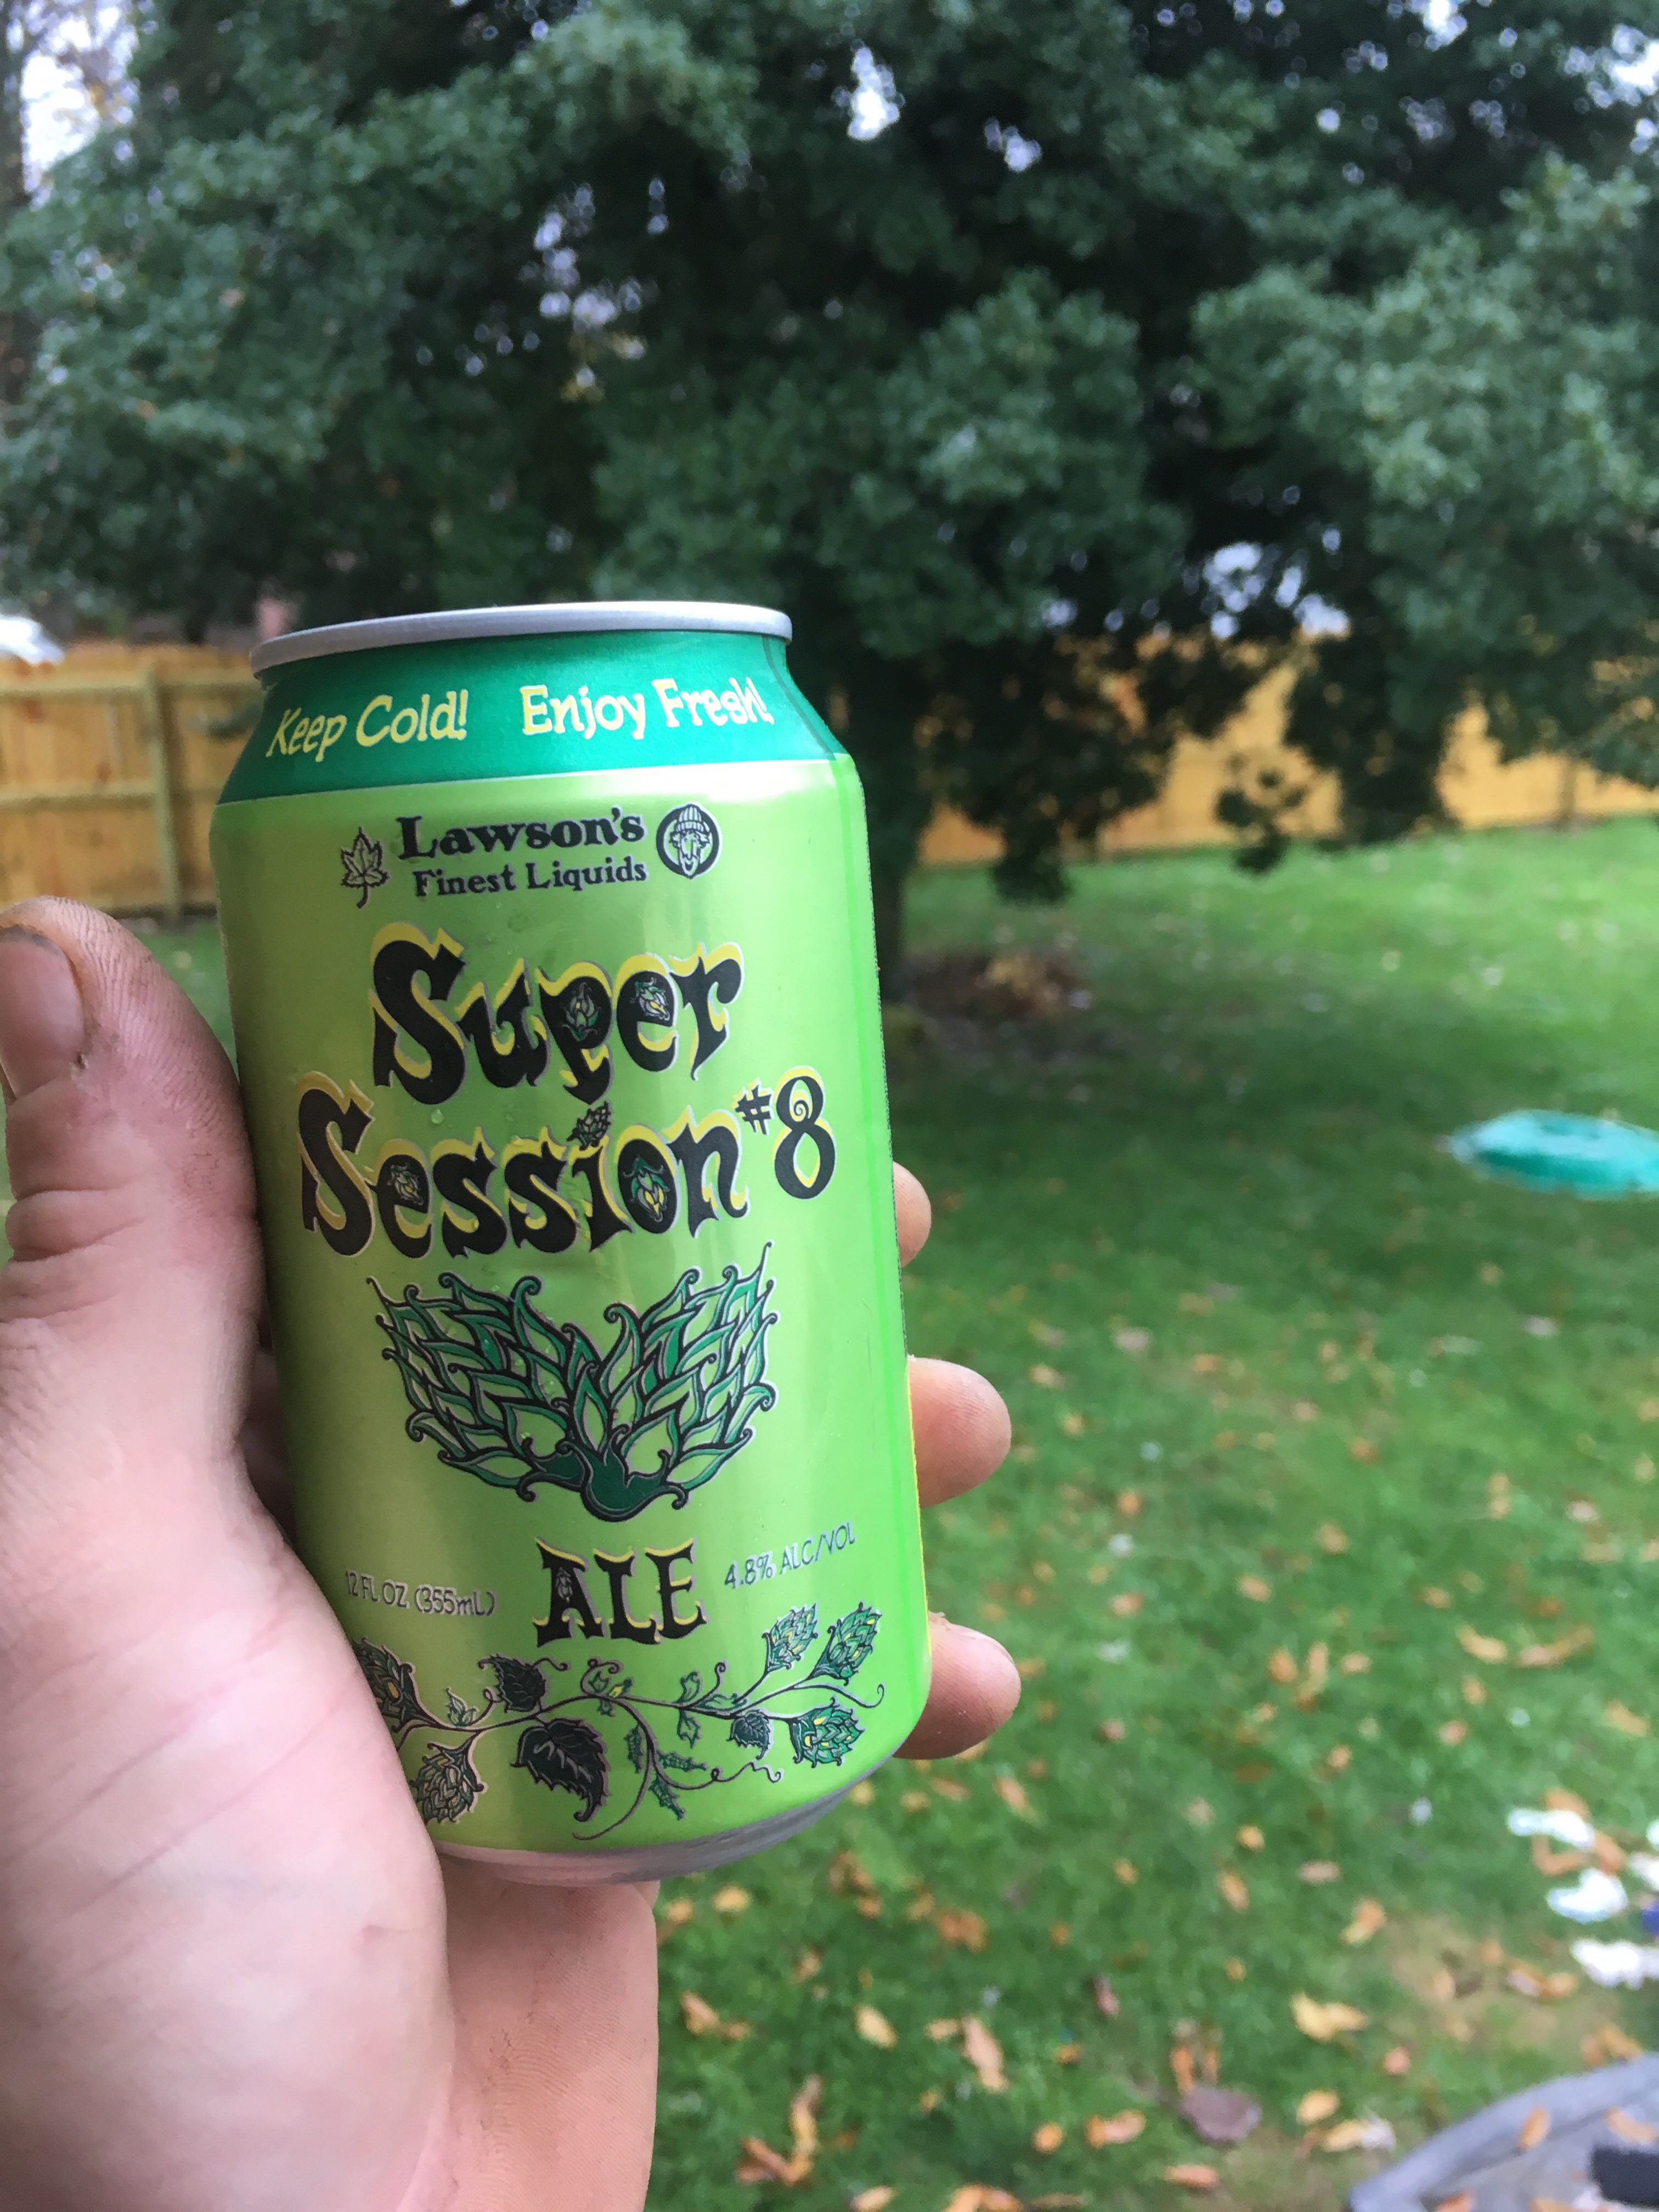 Keep Cold! Enjoy Fresh!
Lawson's
Finest Liquids
Super
Session #8
ALE
12 FL OZ (355mL)
4.8% ALC/VOL